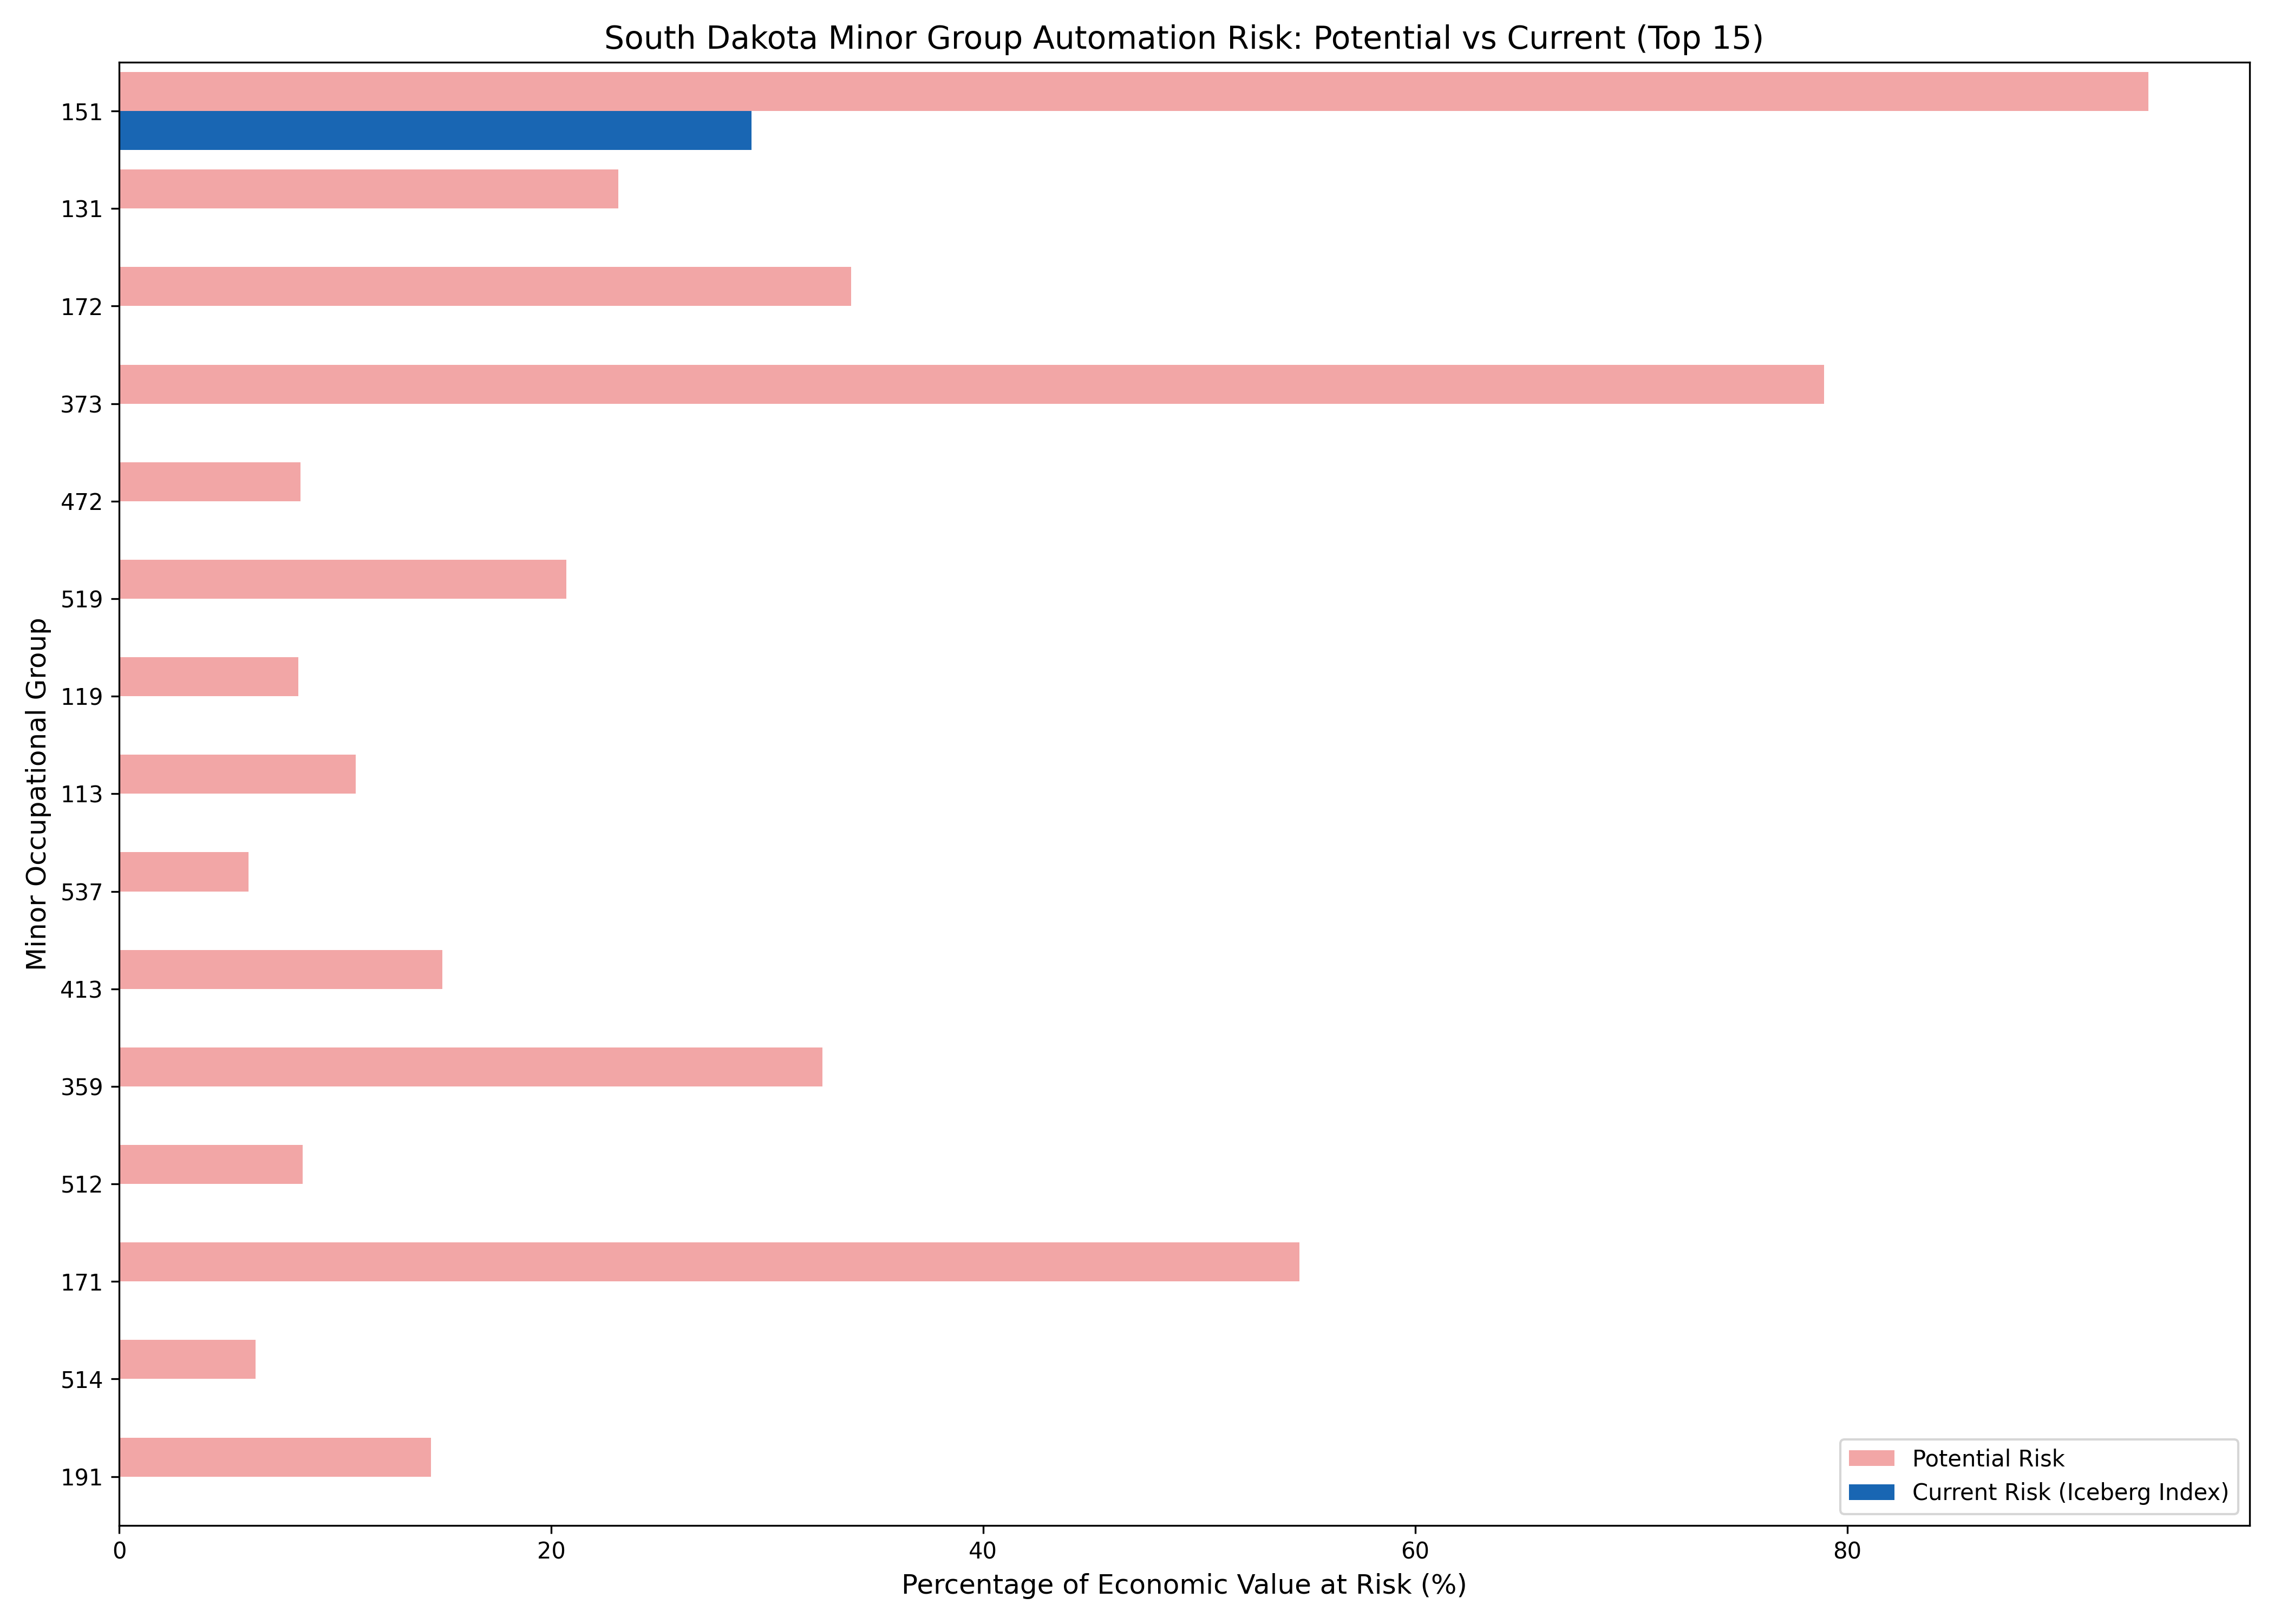 South Dakota Minor Group Automation Risk: Potential vs Current (Top 15)
Minor Occupational Group
151
131
172
373
472
519
119
113
537
413
359
512
171
514
191
Potential Risk
Current Risk (Iceberg Index)
0 20 40 60 80
Percentage of Economic Value at Risk (%)